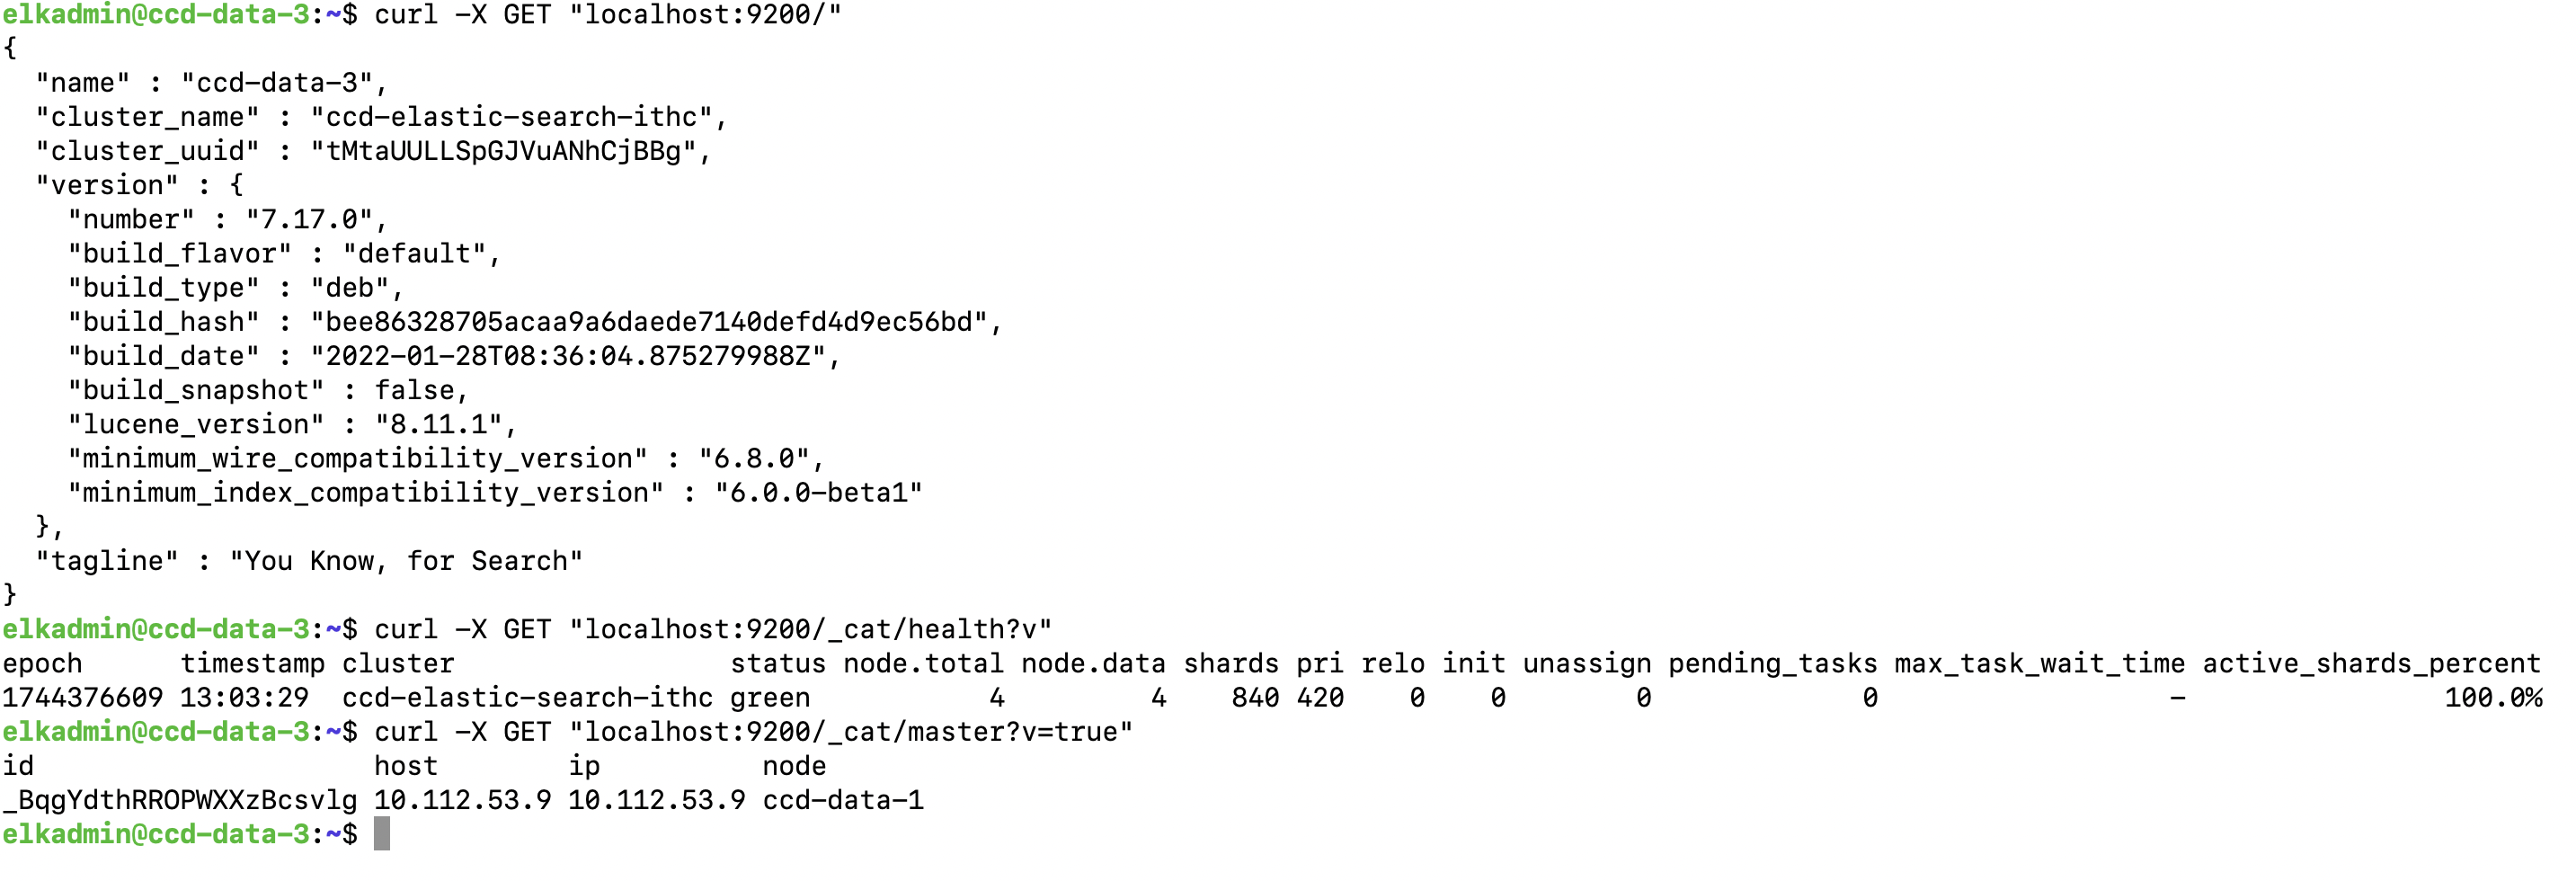 elkadmin@ccd-data-3:~$ curl -X GET "localhost:9200/"
{
  "name" : "ccd-data-3",
  "cluster_name" : "ccd-elastic-search-ithc",
  "cluster_uuid" : "tMtaUULLSpGJVuANhCjBBg",
  "version" : {
    "number" : "7.17.0",
    "build_flavor" : "default",
    "build_type" : "deb",
    "build_hash" : "bee86328705acaa9a6daede7140defd4d9ec56bd",
    "build_date" : "2022-01-28T08:36:04.875279988Z",
    "build_snapshot" : false,
    "lucene_version" : "8.11.1",
    "minimum_wire_compatibility_version" : "6.8.0",
    "minimum_index_compatibility_version" : "6.0.0-beta1"
  },
  "tagline" : "You Know, for Search"
}
elkadmin@ccd-data-3:~$ curl -X GET "localhost:9200/_cat/health?v"
epoch      timestamp cluster                 status node.total node.data shards pri relo init unassign pending_tasks max_task_wait_time active_shards_percent
1744376609 13:03:29  ccd-elastic-search-ithc green           4         4    840 420    0    0        0             0                  -                100.0%
elkadmin@ccd-data-3:~$ curl -X GET "localhost:9200/_cat/master?v=true"
id                     host        ip          node
_BqgYdthRROPWXXzBcsvlg 10.112.53.9 10.112.53.9 ccd-data-1
elkadmin@ccd-data-3:~$